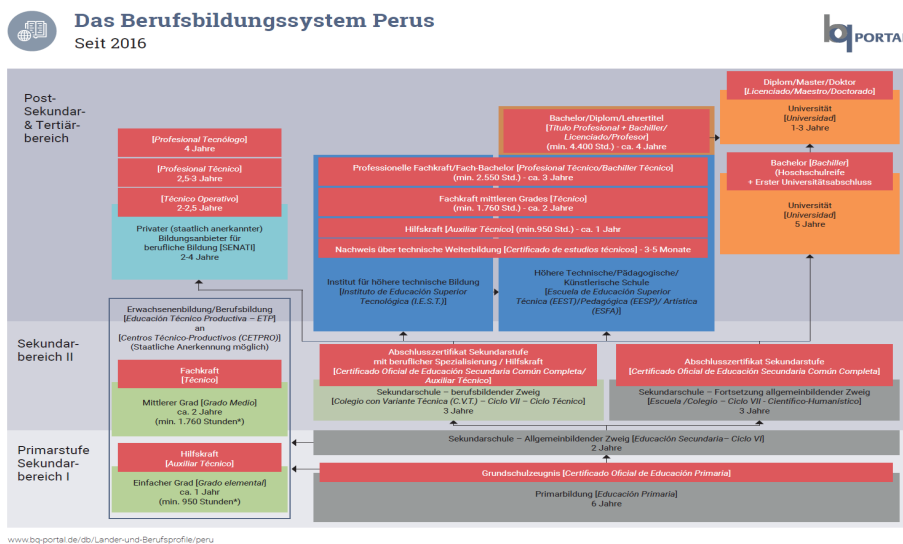 Das Berufsbildungssystem Perus
Seit 2016
bq PORTAL
Post-
Sekundar-
& Tertiär-
bereich
[Profesional Tecnólogo]
4 Jahre
[Profesional Técnico]
2,5-3 Jahre
[Técnico Operativo]
2-2,5 Jahre
Privater (staatlich anerkannter)
Bildungsanbieter für
berufliche Bildung [SENATI]
2-4 Jahre
Bachelor/Diplom/Lehrertitel
[Titulo Profesional + Bachiller/
Licenciado/Profesor]
(min. 4.400 Std.) - ca. 4 Jahre
Professionelle Fachkraft/Fach-Bachelor [Profesional Técnico/Bachiller Técnico]
(min. 2.550 Std.) - ca. 3 Jahre
Fachkraft mittleren Grades [Técnico]
(min. 1.760 Std.) - ca. 2 Jahre
Hilfskraft [Auxiliar Técnico] (min.950 Std.) - ca. 1 Jahr
Nachweis über technische Weiterbildung [Certificado de estudios técnicos] - 3-5 Monate
Institut für höhere technische Bildung
[Instituto de Educación Superior
Tecnológica (I.E.S.T.)]
Höhere Technische/Pädagogische/
Künstlerische Schule
[Escuela de Educación Superior
Técnica (EEST)/Pedagógica (EESP)/ Artística
(ESFA)]
Diplom/Master/Doktor
[Licenciado/Maestro/Doctorado]
Universität
[Universidad]
1-3 Jahre
Bachelor [Bachiller]
(Hoschschulreife
+ Erster Universitätsabschluss
Universität
[Universidad]
5 Jahre
Erwachsenenbildung/Berufsbildung
[Educación Técnico Productiva – ETP]
an
[Centros Técnico-Productivos (CETPRO)]
(Staatliche Anerkennung möglich)
Sekundar-
bereich II
Fachkraft
[Técnico]
Mittlerer Grad [Grado Medio]
ca. 2 Jahre
(min. 1.760 Stunden*)
Abschlusszertifikat Sekundarstufe
mit beruflicher Spezialisierung / Hilfskraft
[Certificado Oficial de Educación Secundaria Común Completa/
Auxiliar Técnico]
Sekundarschule – Berufsbildender Zweig
[Colegio con Variante Técnica (C.V.T.) – Ciclo VII – Ciclo Técnico]
3 Jahre
Abschlusszertifikat Sekundarstufe
[Certificado Oficial de Educación Secundaria Común Completa]
Sekundarschule – Fortsetzung allgemeinbildender Zweig
[Escuela /Colegio – Ciclo VII - Científico-Humanístico]
3 Jahre
Primarstufe
Sekundar-
bereich I
Hilfskraft
[Auxiliar Técnico]
Einfacher Grad [Grado elemental]
ca. 1 Jahr
(min. 950 Stunden*)
Sekundarschule – Allgemeinbildender Zweig [Educación Secundaria– Ciclo VI]
2 Jahre
Grundschulzeugnis [Certificado Oficial de Educación Primaria]
Primarbildung [Educación Primaria]
6 Jahre
www.bq-portal.de/db/Länder-und-Berufsprofile/peru